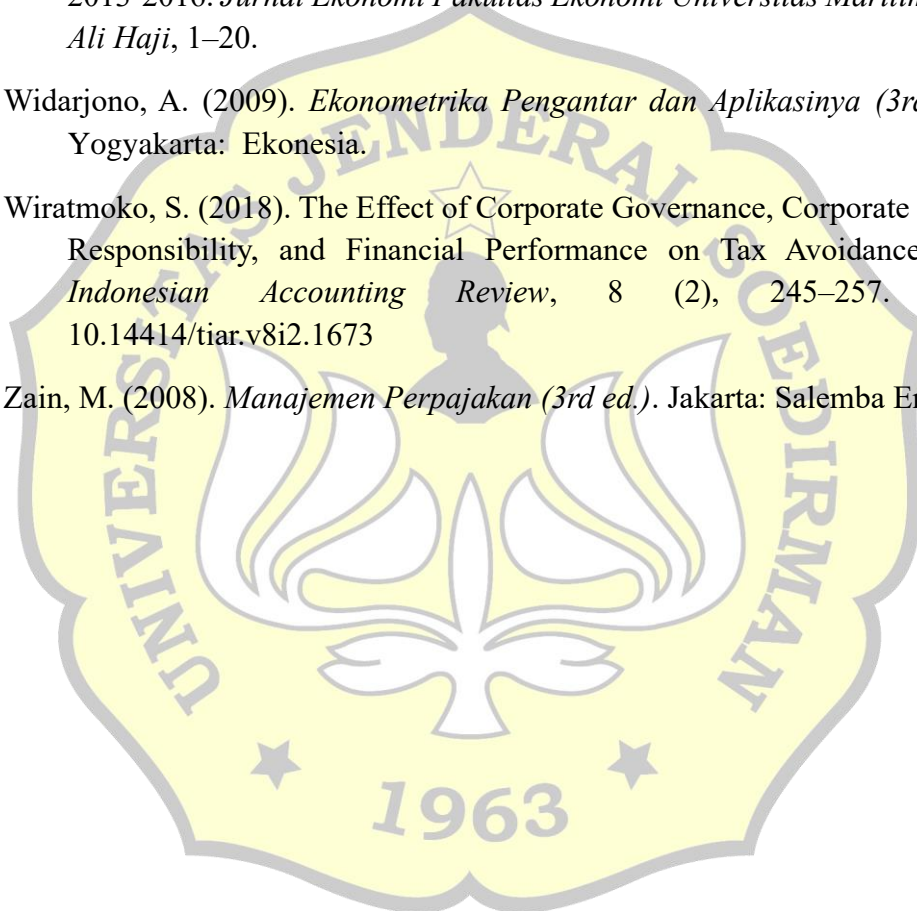 2013-2016. Jurnal Ekonomi Fakultas Ekonomi Universitas Maritim
Ali Haji, 1–20.
Widarjono, A. (2009). Ekonometrika Pengantar dan Aplikasinya (3rd
Yogyakarta: Ekonesia.
Wiratmoko, S. (2018). The Effect of Corporate Governance, Corporate
Responsibility, and Financial Performance on Tax Avoidance
Indonesian Accounting Review, 8 (2), 245–257.
10.14414/tiar.v8i2.1673
Zain, M. (2008). Manajemen Perpajakan (3rd ed.). Jakarta: Salemba
UNIVERSITAS JENDERAL SOEDIRMAN
1963